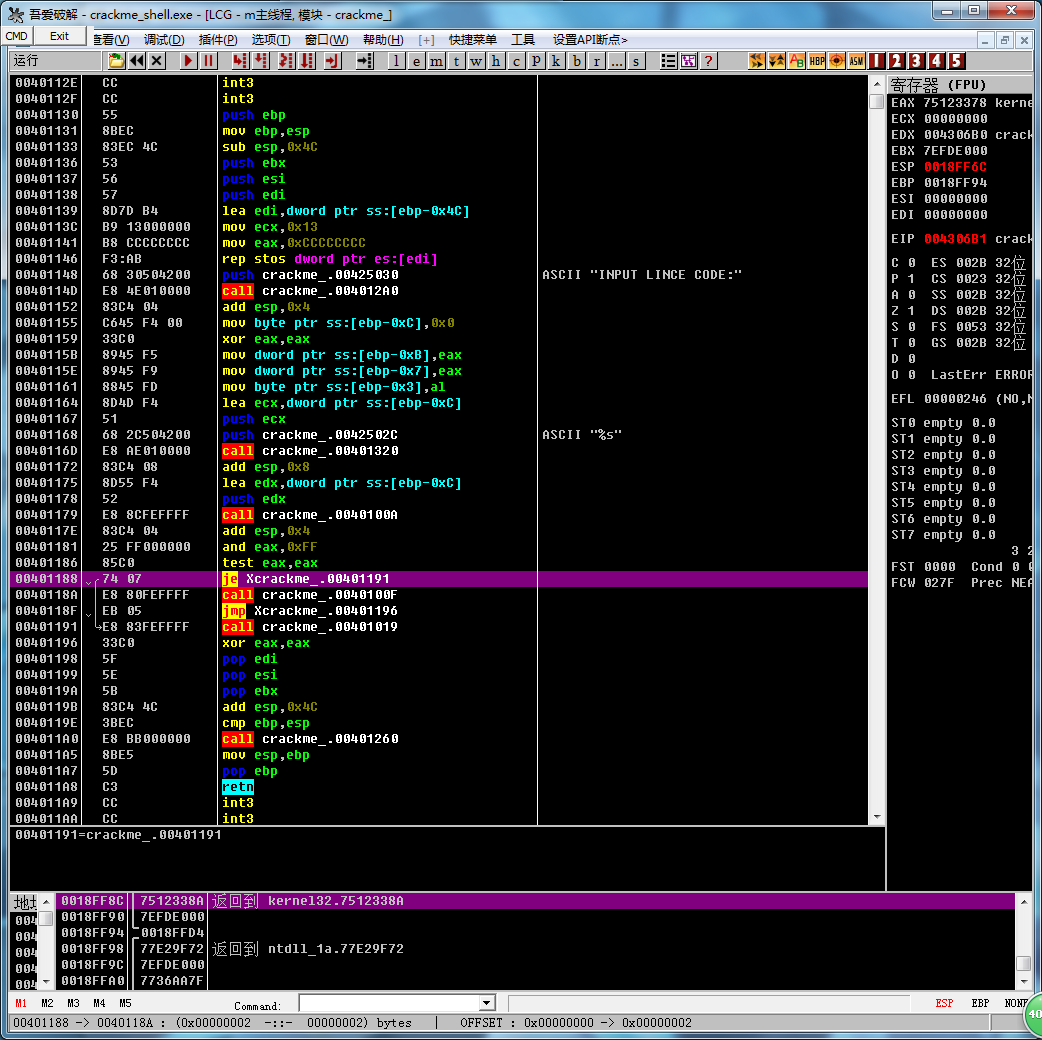 吾爱破解 - crackme_shell.exe - [LCG - m主线程, 模块 - crackme_]
CMD Exit 查看(V) 调试(D) 插件(P) 选项(T) 窗口(W) 帮助(H) [+] 快捷菜单 工具 设置API断点>
运行 l e m t w h c p k b r ... s ? HBP ASM 1 2 3 4 5
0040112E CC int3
0040112F CC int3
00401130 55 push ebp
00401131 8BEC mov ebp,esp
00401133 83EC 4C sub esp,0x4C
00401136 53 push ebx
00401137 56 push esi
00401138 57 push edi
00401139 8D7D B4 lea edi,dword ptr ss:[ebp-0x4C]
0040113C B9 13000000 mov ecx,0x13
00401141 B8 CCCCCCCC mov eax,0xCCCCCCCC
00401146 F3:AB rep stos dword ptr es:[edi]
00401148 68 30504200 push crackme_.00425030 ASCII "INPUT LINCE CODE:"
0040114D E8 4E010000 call crackme_.004012A0
00401152 83C4 04 add esp,0x4
00401155 C645 F4 00 mov byte ptr ss:[ebp-0xC],0x0
00401159 33C0 xor eax,eax
0040115B 8945 F5 mov dword ptr ss:[ebp-0xB],eax
0040115E 8945 F9 mov dword ptr ss:[ebp-0x7],eax
00401161 8845 FD mov byte ptr ss:[ebp-0x3],al
00401164 8D4D F4 lea ecx,dword ptr ss:[ebp-0xC]
00401167 51 push ecx
00401168 68 2C504200 push crackme_.0042502C ASCII "%s"
0040116D E8 AE010000 call crackme_.00401320
00401172 83C4 08 add esp,0x8
00401175 8D55 F4 lea edx,dword ptr ss:[ebp-0xC]
00401178 52 push edx
00401179 E8 8CFEFFFF call crackme_.0040100A
0040117E 83C4 04 add esp,0x4
00401181 25 FF000000 and eax,0xFF
00401186 85C0 test eax,eax
00401188 74 07 je Xcrackme_.00401191
0040118A E8 80FEFFFF call crackme_.0040100F
0040118F EB 05 jmp Xcrackme_.00401196
00401191 E8 83FEFFFF call crackme_.00401019
00401196 33C0 xor eax,eax
00401198 5F pop edi
00401199 5E pop esi
0040119A 5B pop ebx
0040119B 83C4 4C add esp,0x4C
0040119E 3BEC cmp ebp,esp
004011A0 E8 BB000000 call crackme_.00401260
004011A5 8BE5 mov esp,ebp
004011A7 5D pop ebp
004011A8 C3 retn
004011A9 CC int3
004011AA CC int3
00401191=crackme_.00401191
寄存器 (FPU)
EAX 75123378 kerne
ECX 00000000
EDX 004306B0 crack
EBX 7EFDE000
ESP 0018FF6C
EBP 0018FF94
ESI 00000000
EDI 00000000
EIP 004306B1 crack
C 0 ES 002B 32位
P 1 CS 0023 32位
A 0 SS 002B 32位
Z 1 DS 002B 32位
S 0 FS 0053 32位
T 0 GS 002B 32位
D 0
O 0 LastErr ERROR
EFL 00000246 (NO,N
ST0 empty 0.0
ST1 empty 0.0
ST2 empty 0.0
ST3 empty 0.0
ST4 empty 0.0
ST5 empty 0.0
ST6 empty 0.0
ST7 empty 0.0
3 2
FST 0000 Cond 0 0
FCW 027F Prec NEA
地址 0018FF8C 7512338A 返回到 kernel32.7512338A
004 0018FF90 7EFDE000
004 0018FF94 0018FFD4
004 0018FF98 77E29F72 返回到 ntdll_1a.77E29F72
004 0018FF9C 7EFDE000
004 0018FFA0 7736AA7F
M1 M2 M3 M4 M5 Command: ESP EBP NONE
00401188 -> 0040118A : (0x00000002 -::- 00000002) bytes | OFFSET : 0x00000000 -> 0x00000002
40